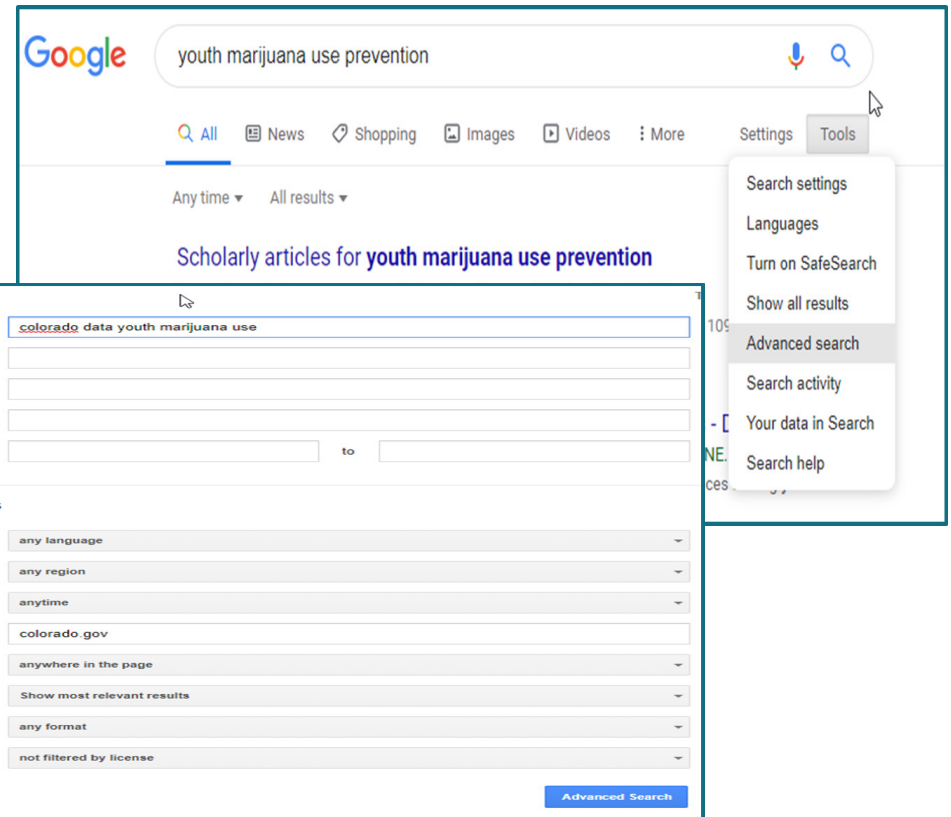 Google
youth marijuana use prevention
All News Shopping Images Videos More Settings Tools
Any time All results
Scholarly articles for youth marijuana use prevention
Search settings
Languages
Turn on SafeSearch
Show all results
Advanced search
Search activity
Your data in Search
Search help
109
NE.
colorado data youth marijuana use
to
any language
any region
anytime
colorado.gov
anywhere in the page
Show most relevant results
any format
not filtered by license
Advanced Search